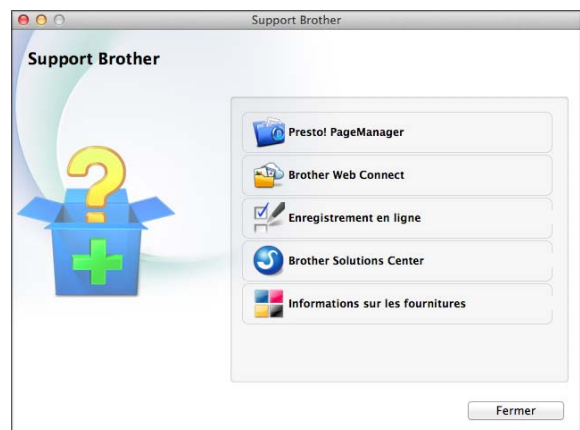 Support Brother
Support Brother
Presto! PageManager
Brother Web Connect
Enregistrement en ligne
Brother Solutions Center
Informations sur les fournitures
Fermer